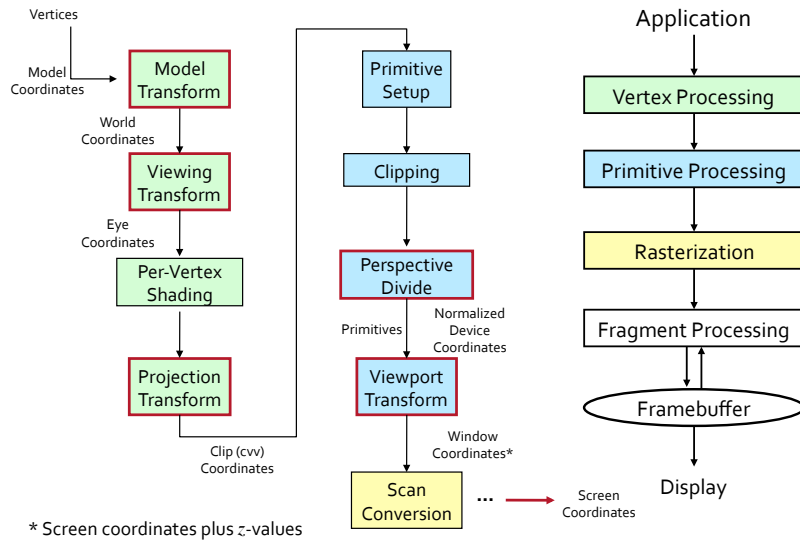 Vertices
Model
Coordinates
Model
Transform
World
Coordinates
Viewing
Transform
Eye
Coordinates
Per-Vertex
Shading
Projection
Transform
Clip (cvv)
Coordinates
Primitive
Setup
Clipping
Perspective
Divide
Primitives
Normalized
Device
Coordinates
Viewport
Transform
Window
Coordinates*
Scan
Conversion
...
Screen
Coordinates
* Screen coordinates plus z-values
Application
Vertex Processing
Primitive Processing
Rasterization
Fragment Processing
Framebuffer
Display